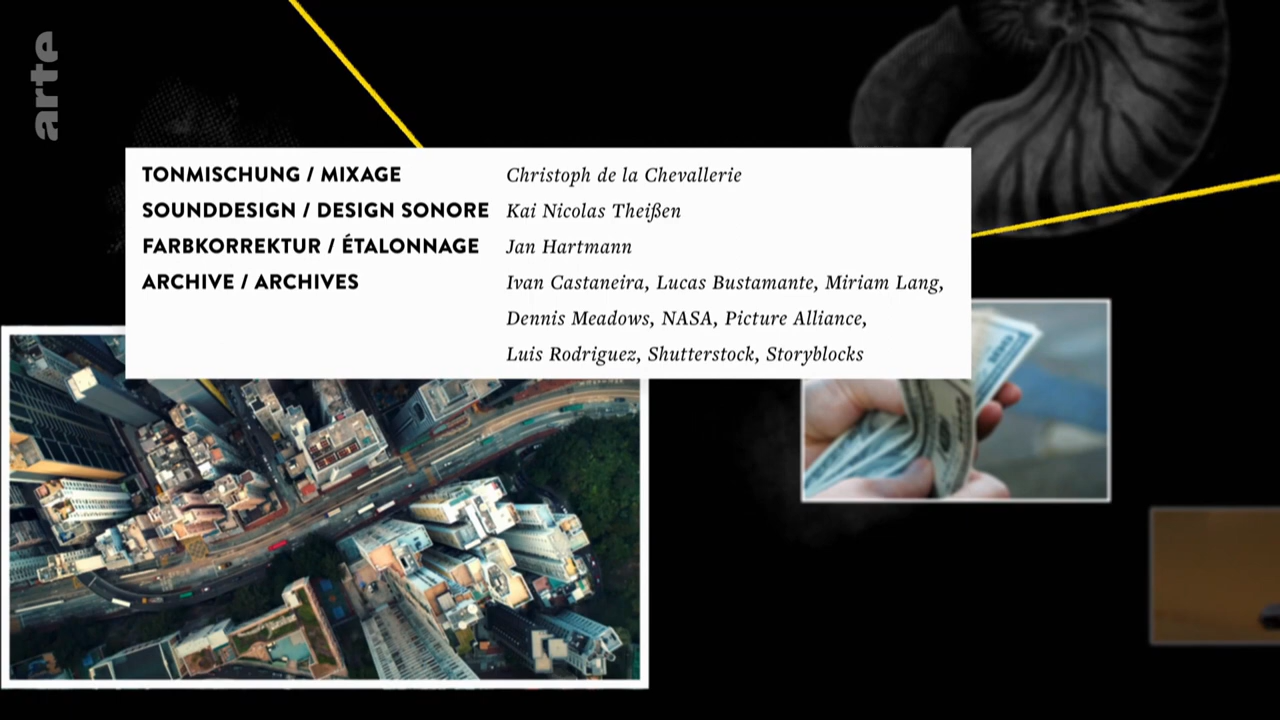 arte
TONMISCHUNG / MIXAGE Christoph de la Chevallerie
SOUNDDESIGN / DESIGN SONORE Kai Nicolas Theißen
FARBKORREKTUR / ÉTALONNAGE Jan Hartmann
ARCHIVE / ARCHIVES Ivan Castaneira, Lucas Bustamante, Miriam Lang,
Dennis Meadows, NASA, Picture Alliance,
Luis Rodriguez, Shutterstock, Storyblocks